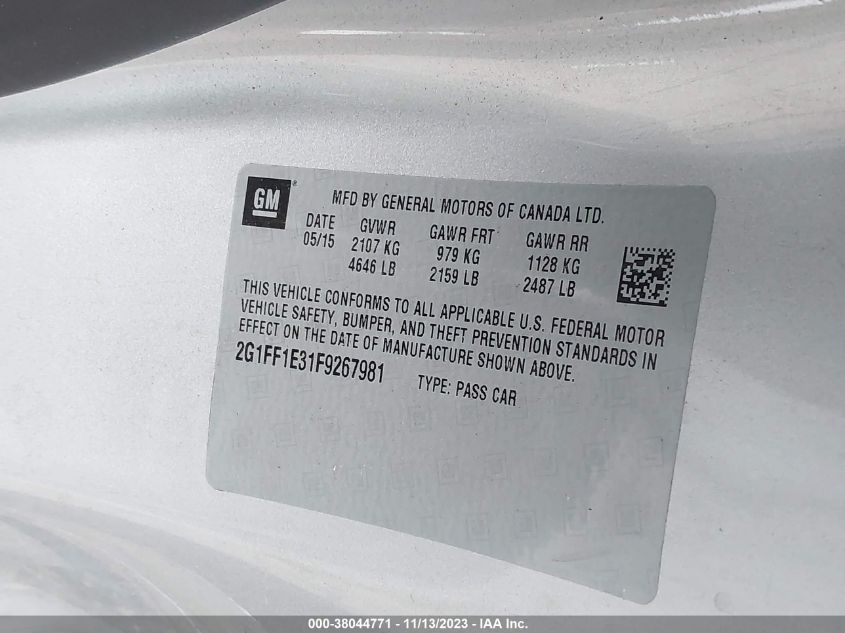 GM®
MFD BY GENERAL MOTORS OF CANADA LTD.
DATE GVWR GAWR FRT GAWR RR
05/15 2107 KG 979 KG 1128 KG
4646 LB 2159 LB 2487 LB
THIS VEHICLE CONFORMS TO ALL APPLICABLE U.S. FEDERAL MOTOR
VEHICLE SAFETY, BUMPER, AND THEFT PREVENTION STANDARDS IN
EFFECT ON THE DATE OF MANUFACTURE SHOWN ABOVE.
2G1FF1E31F9267981 TYPE: PASS CAR
000-38044771 - 11/13/2023 - IAA Inc.